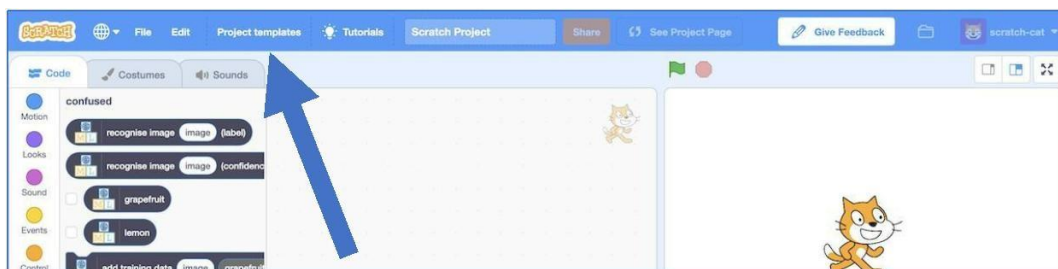 SCRATCH File Edit Project templates Tutorials Scratch Project Share See Project Page Give Feedback scratch-cat
Code Costumes Sounds
Motion
Looks
Sound
Events
Control
confused
recognise image image (label)
recognise image image (confidenc
grapefruit
lemon
add training data image grapefruit